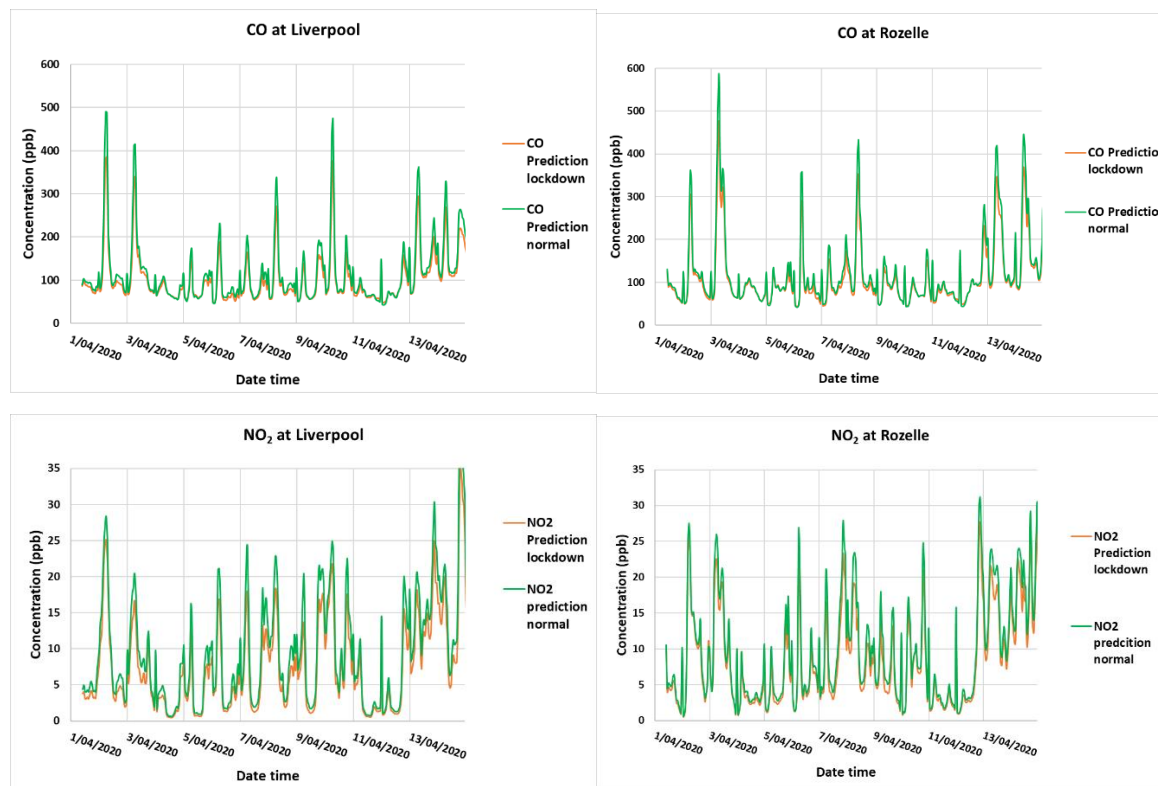 CO at Liverpool
Concentration (ppb)
600
500
400
300
200
100
0
1/04/2020
3/04/2020
5/04/2020
7/04/2020
9/04/2020
11/04/2020
13/04/2020
Date time
CO
Prediction
lockdown
CO
Prediction
normal
CO at Rozelle
Concentration (ppb)
600
500
400
300
200
100
0
1/04/2020
3/04/2020
5/04/2020
7/04/2020
9/04/2020
11/04/2020
13/04/2020
Date time
CO Predictio
lockdown
CO Predictio
normal
NO₂ at Liverpool
Concentration (ppb)
35
30
25
20
15
10
5
0
1/04/2020
3/04/2020
5/04/2020
7/04/2020
9/04/2020
11/04/2020
13/04/2020
Date time
NO2
Prediction
lockdown
NO2
prediction
normal
NO₂ at Rozelle
Concentration (ppb)
35
30
25
20
15
10
5
0
1/04/2020
3/04/2020
5/04/2020
7/04/2020
9/04/2020
11/04/2020
13/04/2020
Date time
NO2
Prediction
lockdown
NO2
predcition
normal